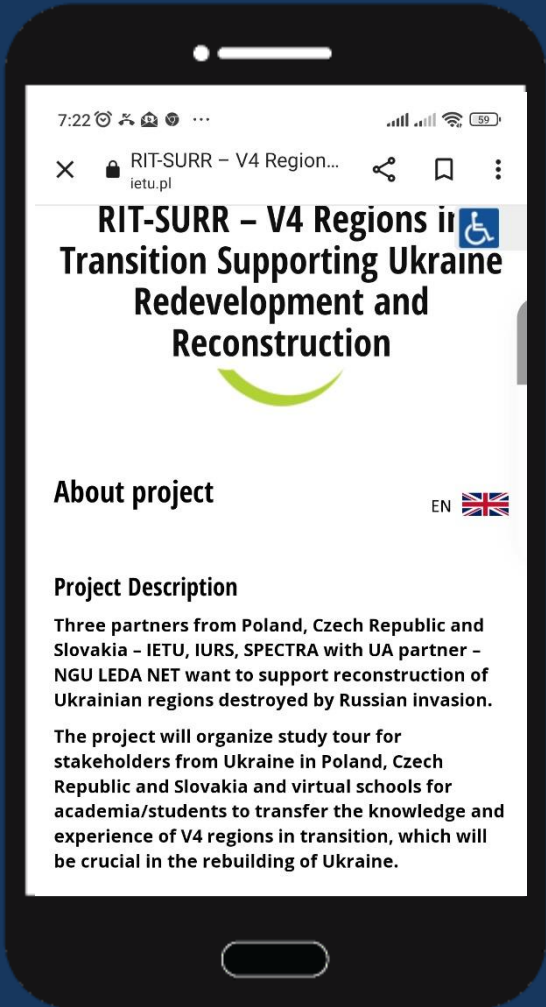 7:22
59
RIT-SURR – V4 Region...
ietu.pl
RIT-SURR – V4 Regions in
Transition Supporting Ukraine
Redevelopment and
Reconstruction
About project
EN
Project Description
Three partners from Poland, Czech Republic and
Slovakia – IETU, IURS, SPECTRA with UA partner –
NGU LEDA NET want to support reconstruction of
Ukrainian regions destroyed by Russian invasion.
The project will organize study tour for
stakeholders from Ukraine in Poland, Czech
Republic and Slovakia and virtual schools for
academia/students to transfer the knowledge and
experience of V4 regions in transition, which will
be crucial in the rebuilding of Ukraine.